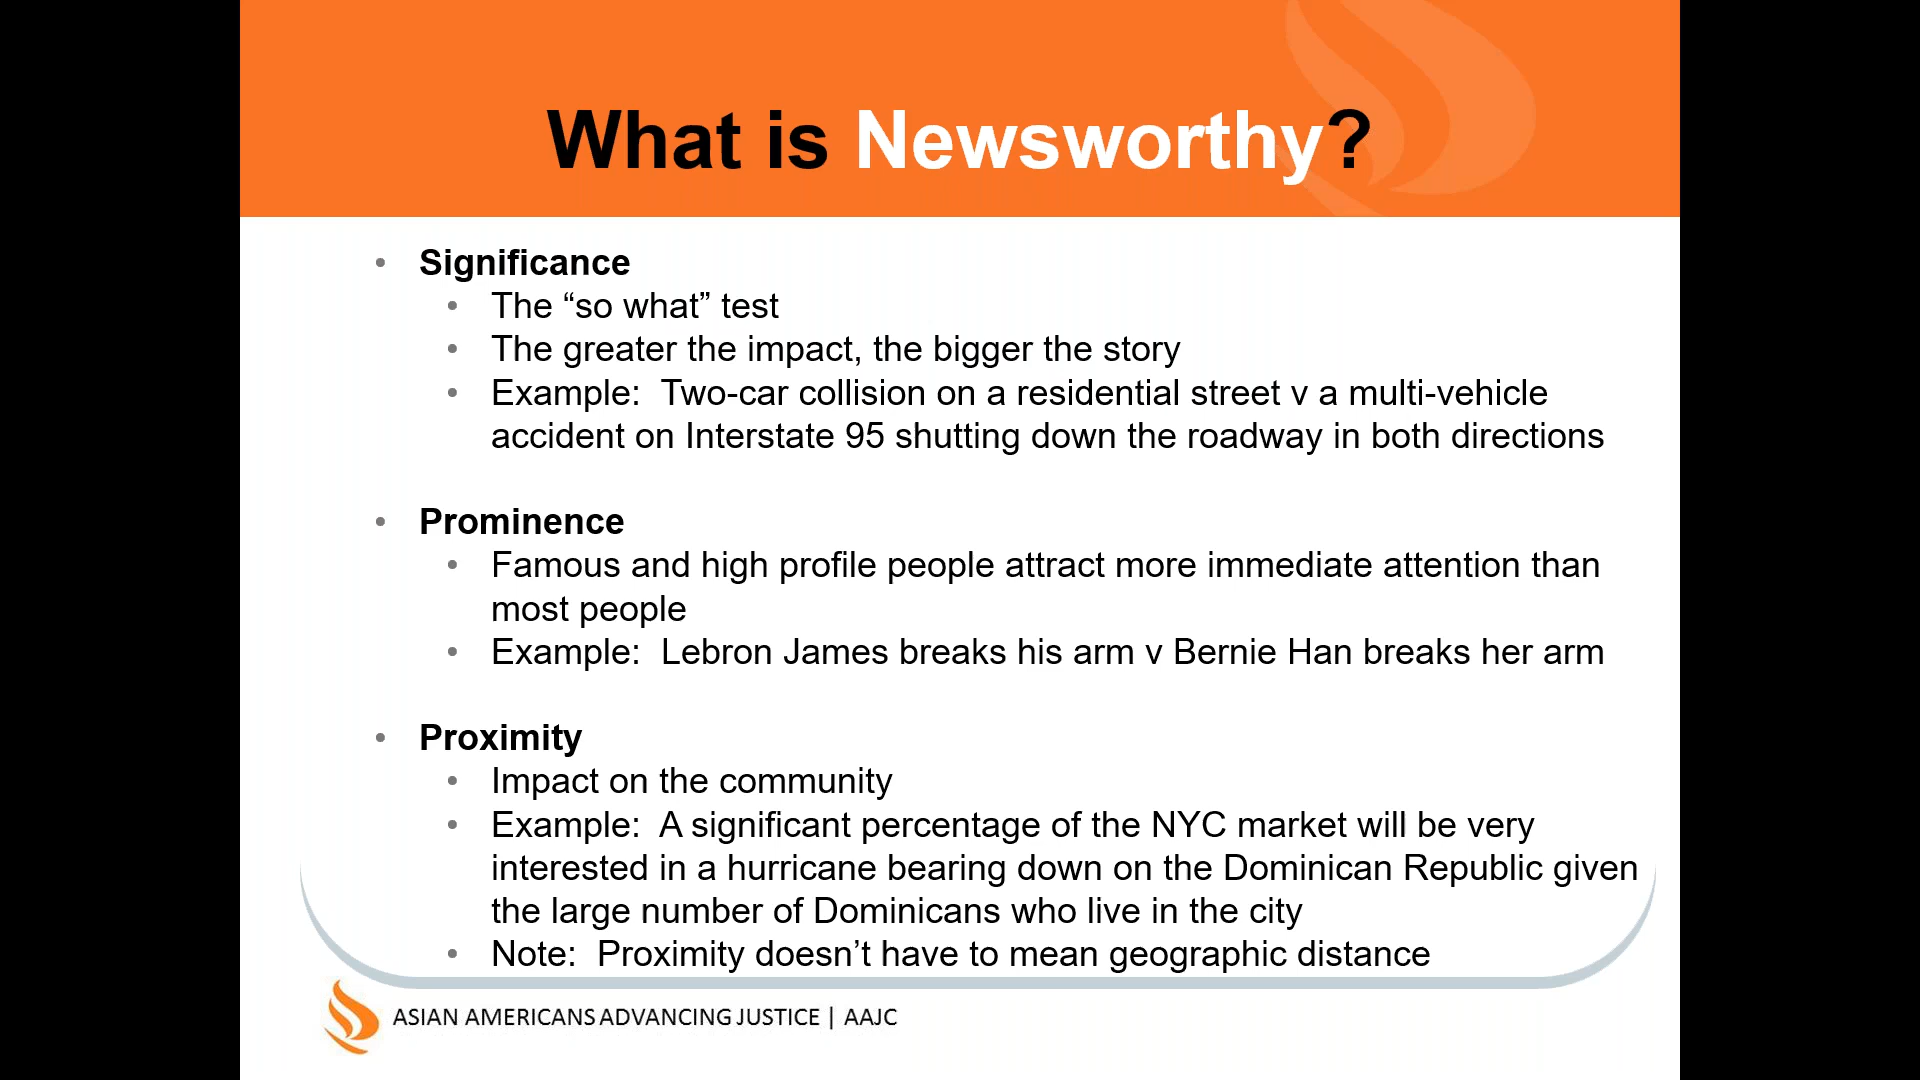 What is Newsworthy?
• Significance
• The “so what” test
• The greater the impact, the bigger the story
• Example:  Two-car collision on a residential street v a multi-vehicle
accident on Interstate 95 shutting down the roadway in both directions
• Prominence
• Famous and high profile people attract more immediate attention than
most people
• Example:  Lebron James breaks his arm v Bernie Han breaks her arm
• Proximity
• Impact on the community
• Example:  A significant percentage of the NYC market will be very
interested in a hurricane bearing down on the Dominican Republic given
the large number of Dominicans who live in the city
• Note:  Proximity doesn’t have to mean geographic distance
ASIAN AMERICANS ADVANCING JUSTICE | AAJC